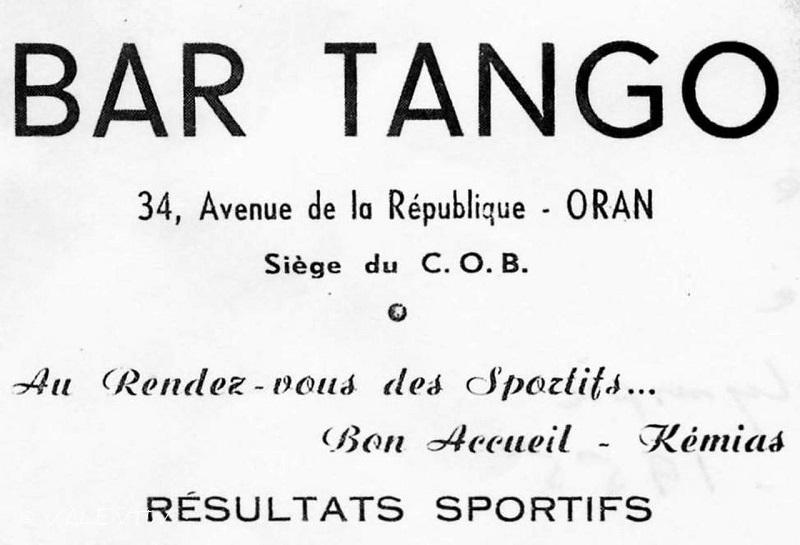 BAR TANGO
34, Avenue de la République - ORAN
Siège du C. O. B.
Au Rendez-vous des Sportifs...
Bon Accueil - Kémias
RÉSULTATS SPORTIFS